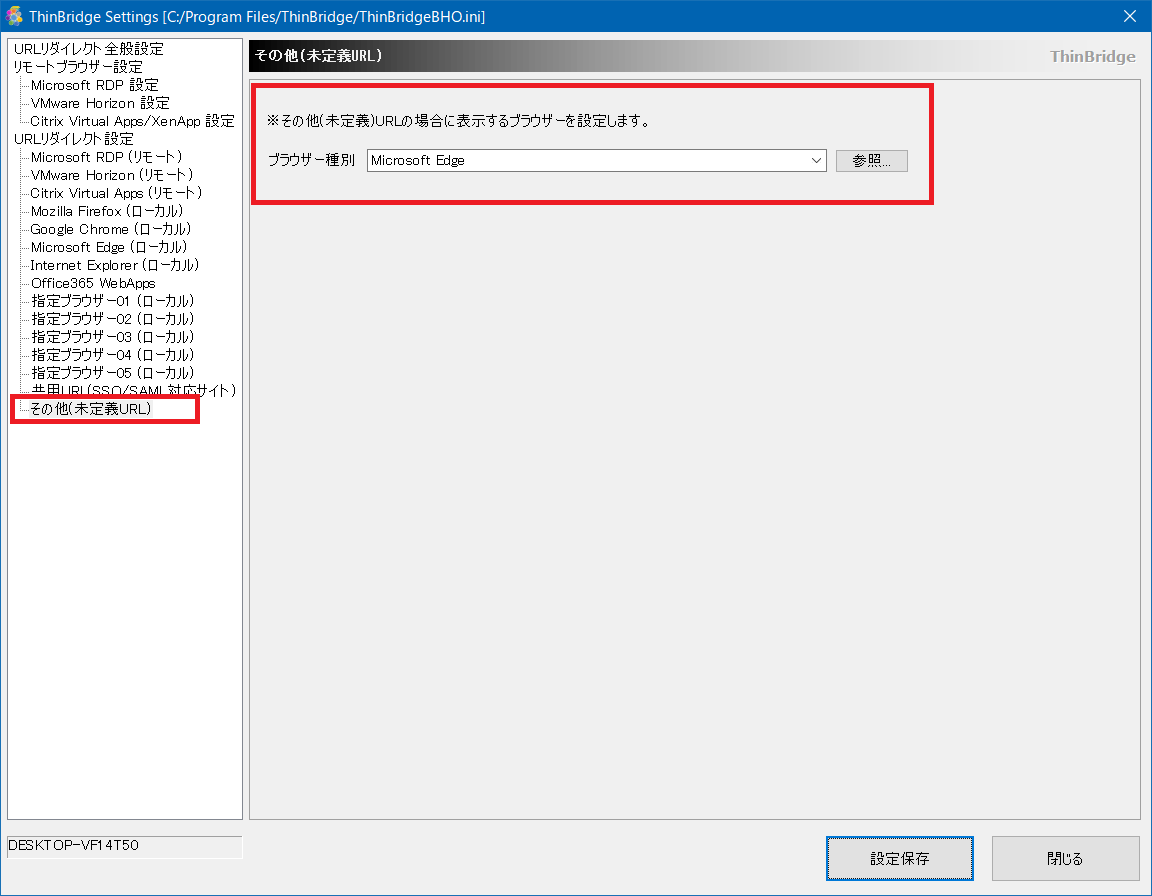 ThinBridge Settings [C:/Program Files/ThinBridge/ThinBridgeBHO.ini]
URLリダイレクト全般設定
リモートブラウザー設定
Microsoft RDP 設定
VMware Horizon 設定
Citrix Virtual Apps/XenApp 設定
URLリダイレクト設定
Microsoft RDP (リモート)
VMware Horizon (リモート)
Citrix Virtual Apps (リモート)
Mozilla Firefox (ローカル)
Google Chrome (ローカル)
Microsoft Edge (ローカル)
Internet Explorer (ローカル)
Office365 WebApps
指定ブラウザー01 (ローカル)
指定ブラウザー02 (ローカル)
指定ブラウザー03 (ローカル)
指定ブラウザー04 (ローカル)
指定ブラウザー05 (ローカル)
共用URL(SSO/SAML対応サイト)
その他(未定義URL)
DESKTOP-VF14T50
その他(未定義URL)
ThinBridge
※その他(未定義)URLの場合に表示するブラウザーを設定します。
ブラウザー種別 Microsoft Edge 参照...
設定保存 閉じる